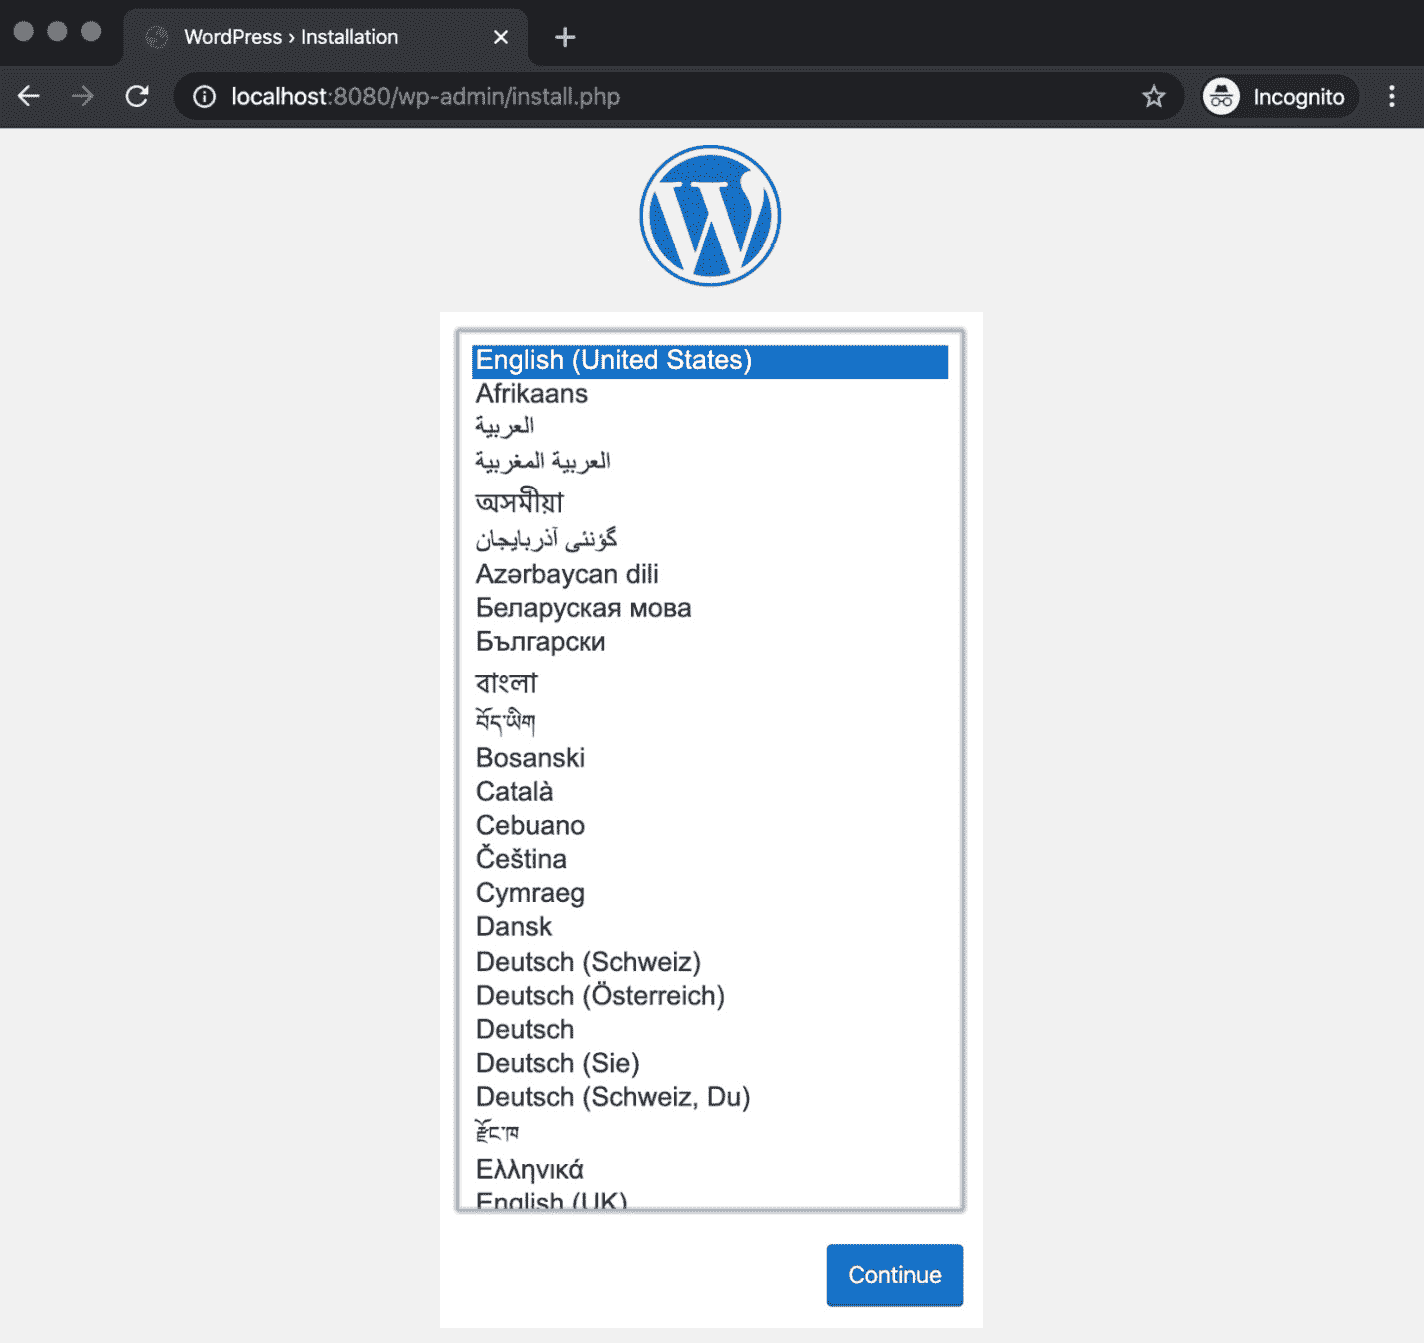 WordPress › Installation
localhost:8080/wp-admin/install.php
Incognito
English (United States)
Afrikaans
العربية
العربية المغربية
অসমীয়া
گؤنئی آذربایجان
Azərbaycan dili
Беларуская мова
Български
বাংলা
བོད་ཡིག
Bosanski
Català
Cebuano
Čeština
Cymraeg
Dansk
Deutsch (Schweiz)
Deutsch (Österreich)
Deutsch
Deutsch (Sie)
Deutsch (Schweiz, Du)
རྫོང་ཁ
Ελληνικά
English (UK)
Continue